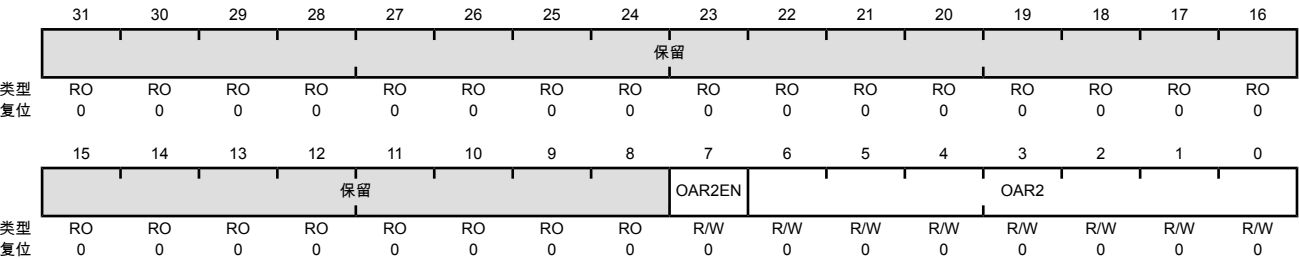 31 30 29 28 27 26 25 24 23 22 21 20 19 18 17 16
保留
类型 RO RO RO RO RO RO RO RO RO RO RO RO RO RO RO RO
复位 0 0 0 0 0 0 0 0 0 0 0 0 0 0 0 0
15 14 13 12 11 10 9 8 7 6 5 4 3 2 1 0
保留 OAR2EN OAR2
类型 RO RO RO RO RO RO RO RO R/W R/W R/W R/W R/W R/W R/W R/W
复位 0 0 0 0 0 0 0 0 0 0 0 0 0 0 0 0